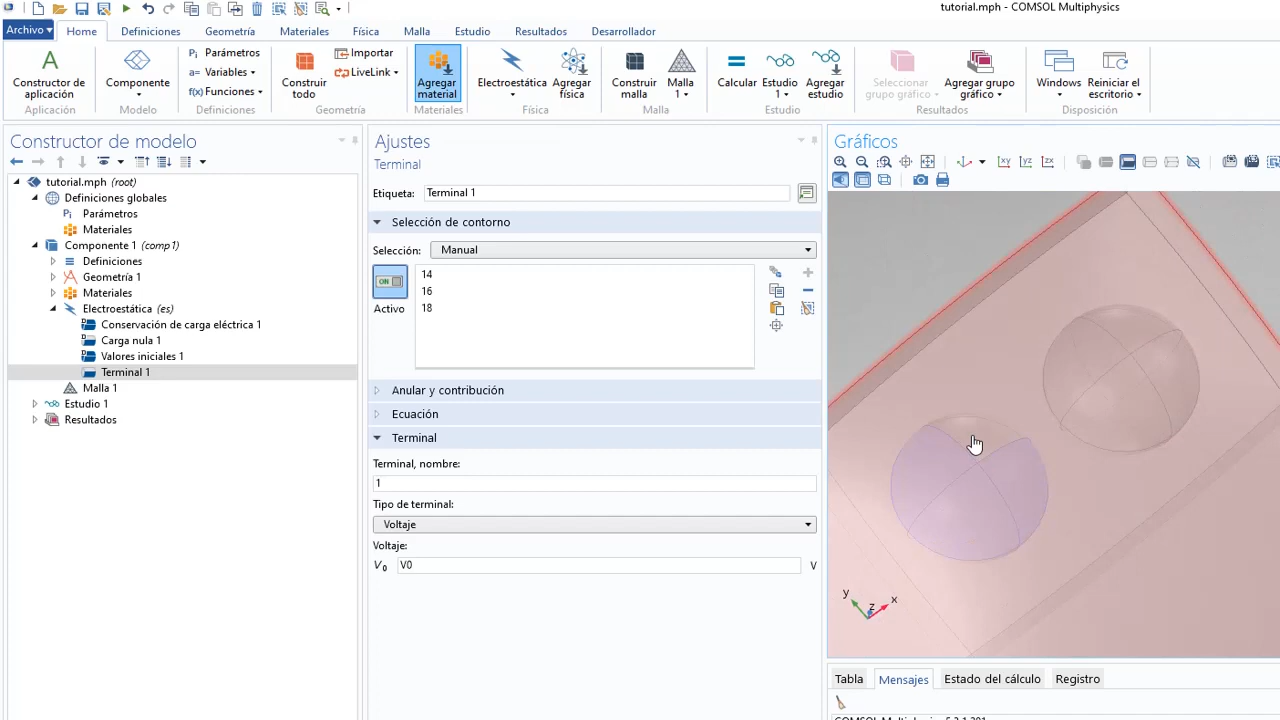 tutorial.mph - COMSOL Multiphysics
Archivo Home Definiciones Geometría Materiales Física Malla Estudio Resultados Desarrollador
Constructor de aplicación
Aplicación
Componente
Modelo
Pi Parámetros
a= Variables
f(x) Funciones
Definiciones
Construir todo
Importar
LiveLink
Geometría
Agregar material
Materiales
Electroestática
Agregar física
Física
Construir malla
Malla 1
Malla
Calcular
Estudio 1
Agregar estudio
Estudio
Seleccionar grupo gráfico
Agregar grupo gráfico
Resultados
Windows
Reiniciar el escritorio
Disposición
Constructor de modelo
tutorial.mph (root)
Definiciones globales
Pi Parámetros
Materiales
Componente 1 (comp1)
Definiciones
Geometría 1
Materiales
Electroestática (es)
Conservación de carga eléctrica 1
Carga nula 1
Valores iniciales 1
Terminal 1
Malla 1
Estudio 1
Resultados
Ajustes
Terminal
Etiqueta: Terminal 1
Selección de contorno
Selección: Manual
ON
Activo
14
16
18
Anular y contribución
Ecuación
Terminal
Terminal, nombre:
1
Tipo de terminal:
Voltaje
Voltaje:
V0 V0 V
Gráficos
xy yz zx
y z x
Tabla Mensajes Estado del cálculo Registro